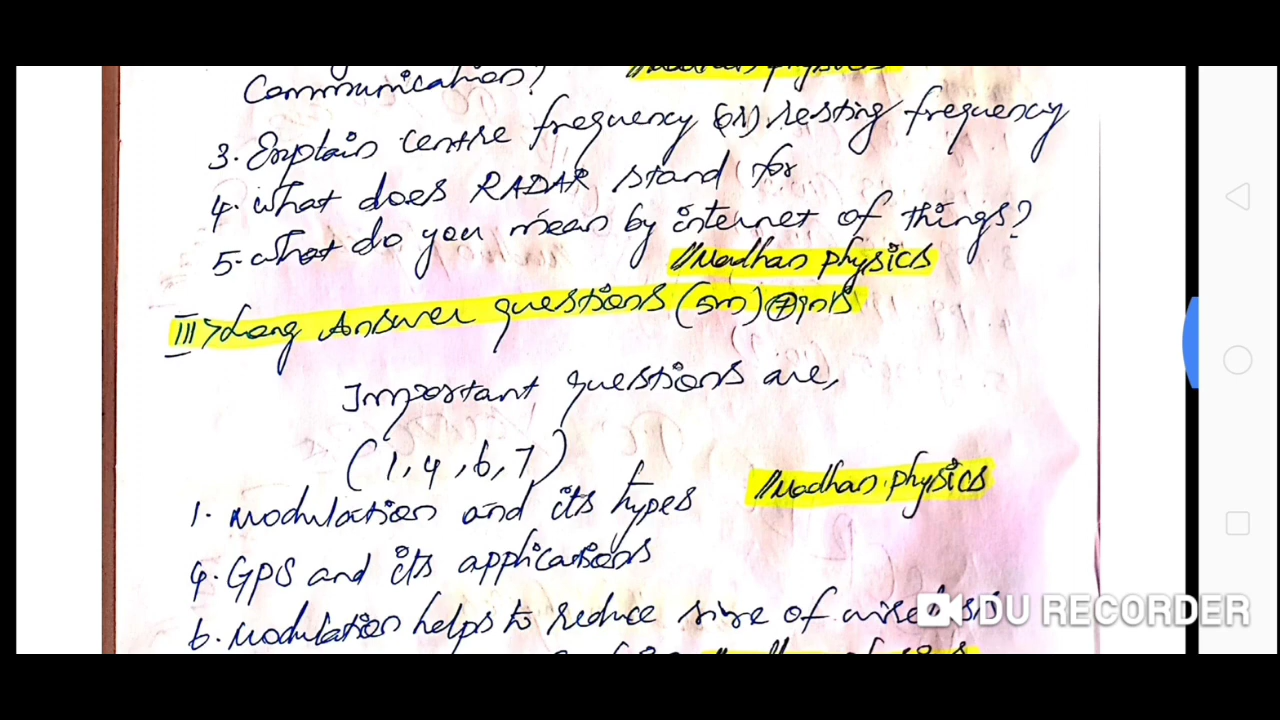 Communication?
3. Explain centre frequency (or) resting frequency
4. What does RADAR stand for
5. What do you mean by internet of things?
//Madhan physics
III > Long Answer questions (5m)
Important questions are,
(1, 4, 6, 7)
1. Modulation and its types
//Madhan physics
4. GPS and its applications
6. Modulation helps to reduce size of
DU RECORDER